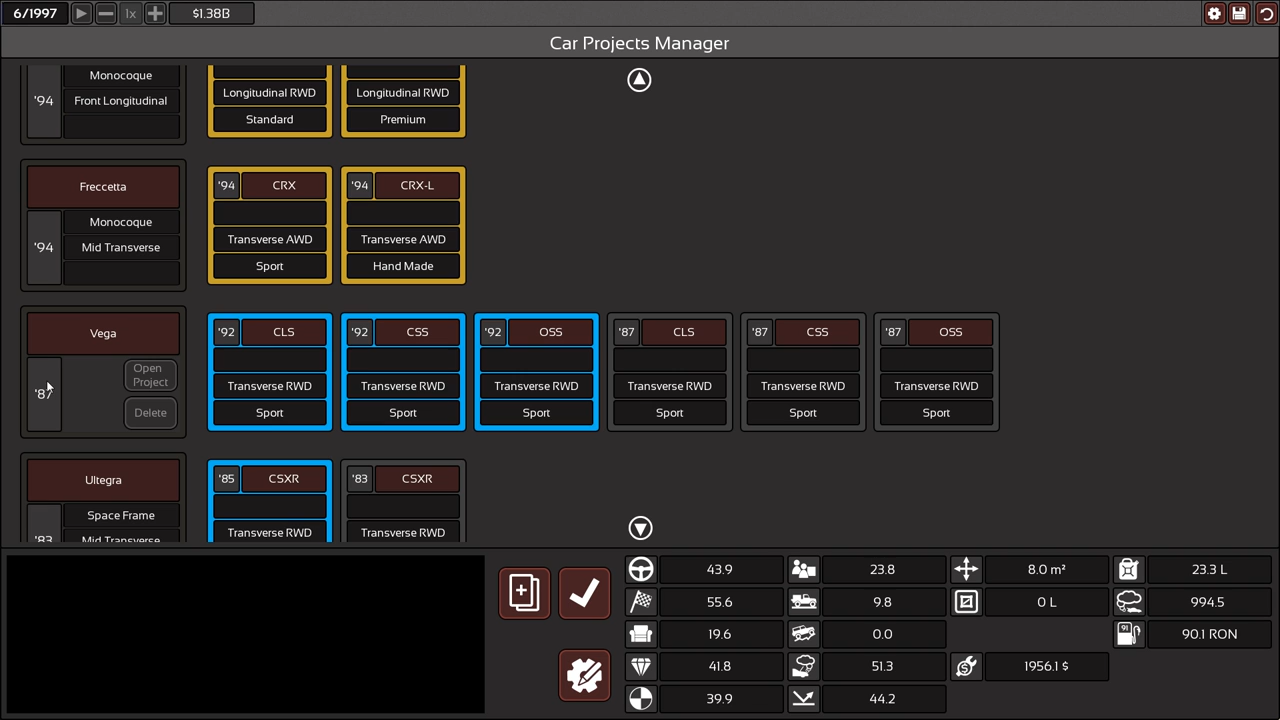 6/1997 1x $1.38B
Car Projects Manager
'94 Monocoque Front Longitudinal
Longitudinal RWD Standard
Longitudinal RWD Premium
Freccetta
'94 Monocoque Mid Transverse
'94 CRX
Transverse AWD
Sport
'94 CRX-L
Transverse AWD
Hand Made
Vega
'87 Open Project
Delete
'92 CLS
Transverse RWD
Sport
'92 CSS
Transverse RWD
Sport
'92 OSS
Transverse RWD
Sport
'87 CLS
Transverse RWD
Sport
'87 CSS
Transverse RWD
Sport
'87 OSS
Transverse RWD
Sport
Ultegra
'83 Space Frame
Mid Transverse
'85 CSXR
Transverse RWD
'83 CSXR
Transverse RWD
43.9 23.8 8.0 m² 23.3 L
55.6 9.8 0 L 994.5
19.6 0.0 91 90.1 RON
41.8 51.3 1956.1 $
39.9 44.2